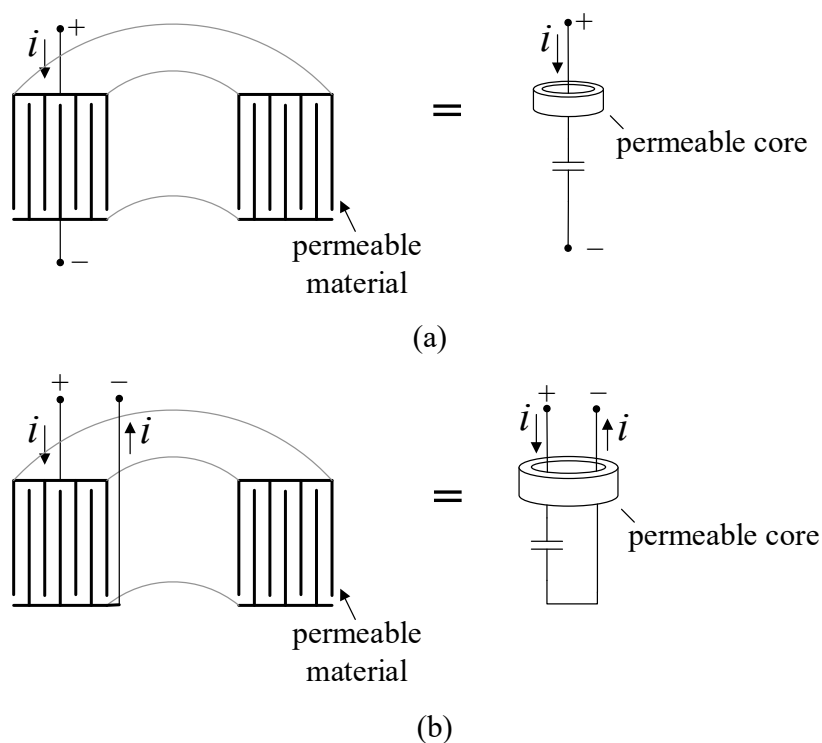 +
i
permeable
material
−
=
+
i
permeable core
−
(a)
+ −
i i
permeable
material
=
+ −
i i
permeable core
(b)